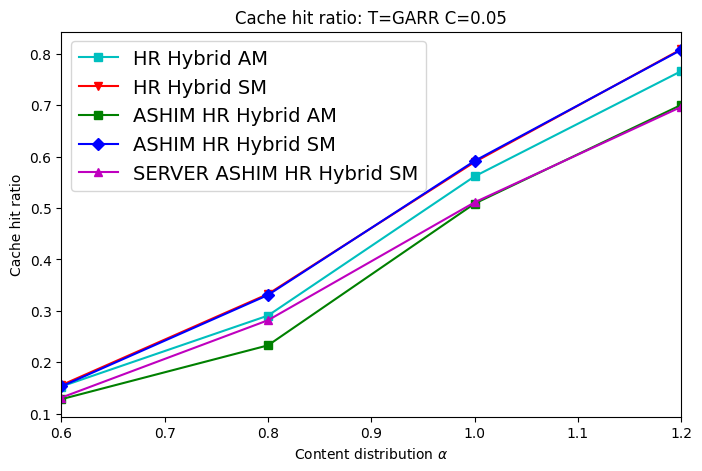 Cache hit ratio: T=GARR C=0.05
HR Hybrid AM
HR Hybrid SM
ASHIM HR Hybrid AM
ASHIM HR Hybrid SM
SERVER ASHIM HR Hybrid SM
Cache hit ratio
0.8
0.7
0.6
0.5
0.4
0.3
0.2
0.1
0.6 0.7 0.8 0.9 1.0 1.1 1.2
Content distribution α